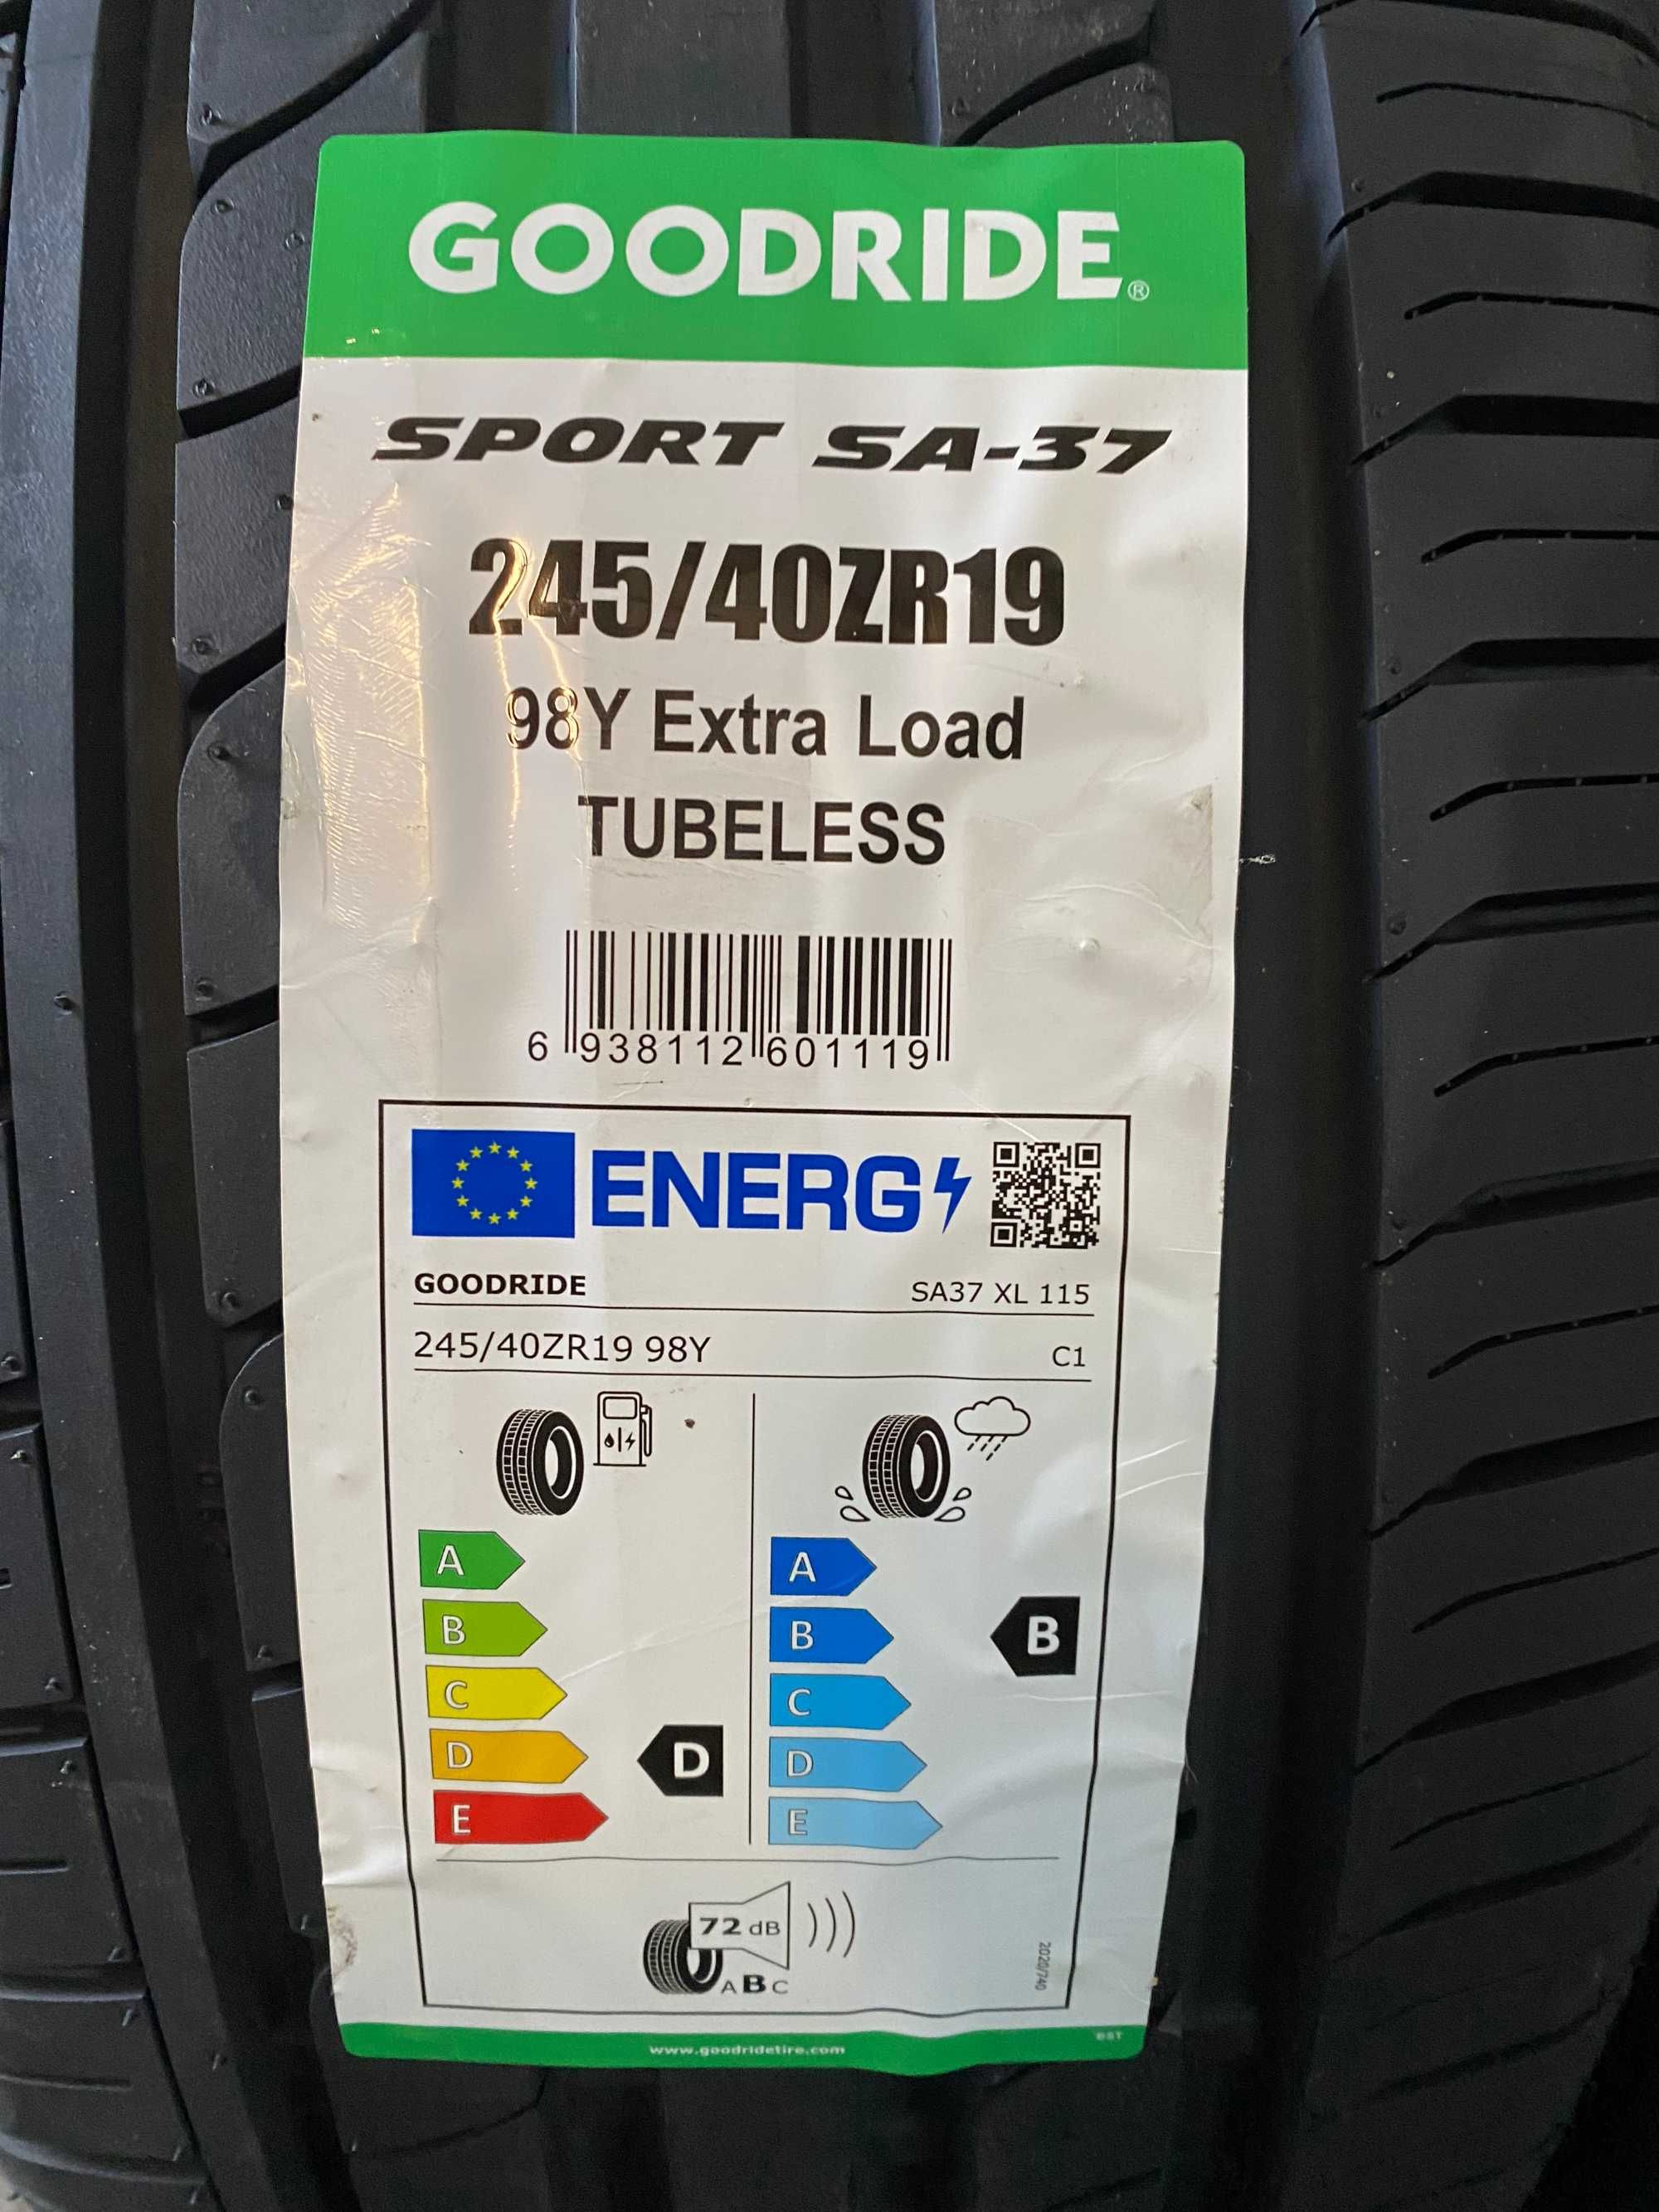 GOODRIDE®
SPORT SA-37
245/40ZR19
98Y Extra Load
TUBELESS
6 938112 601119
ENERG
GOODRIDE SA37 XL 115
245/40ZR19 98Y C1
A A
B B B
C C
D D D
E E
72 dB
A B C
2020/740
www.goodridetire.com